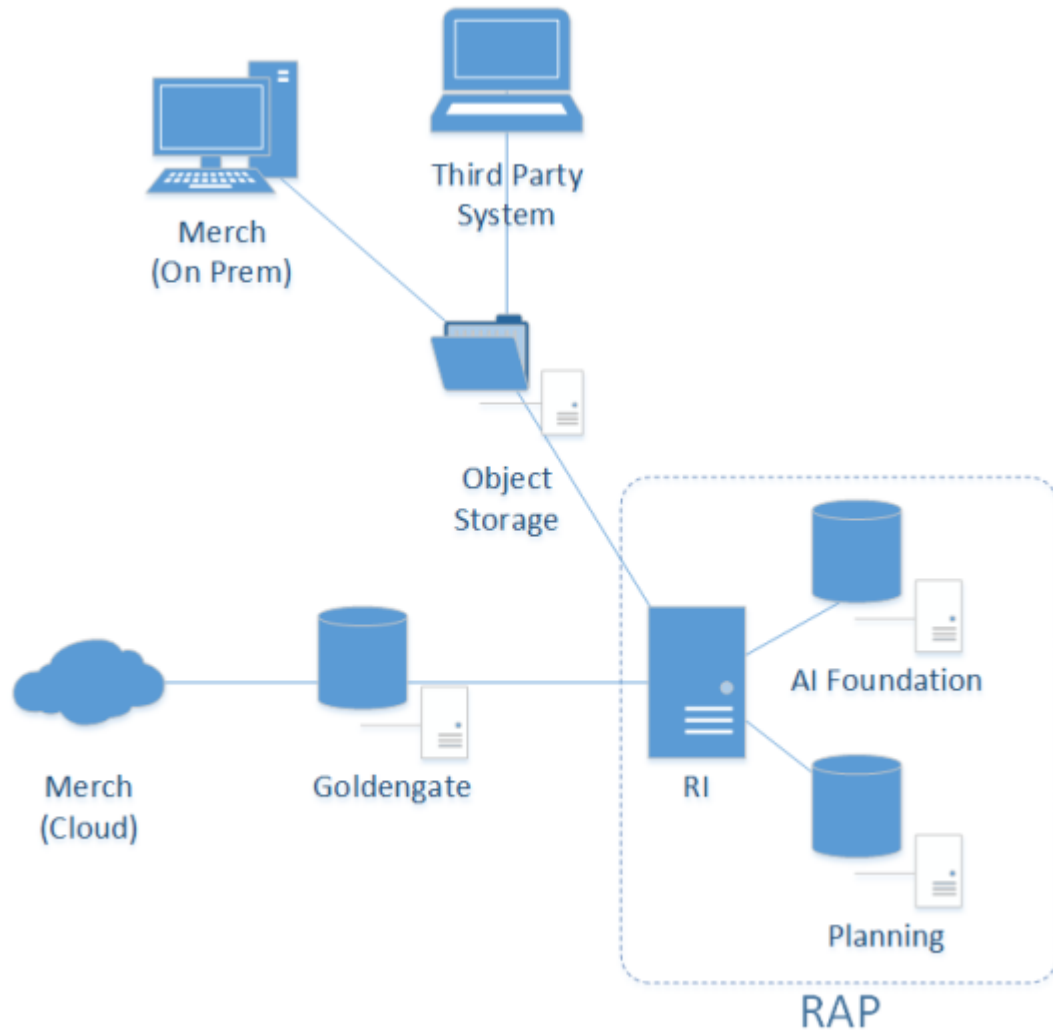 Third Party
System
Merch
(On Prem)
Object
Storage
AI Foundation
Merch
(Cloud)
Goldengate
RI
Planning
RAP